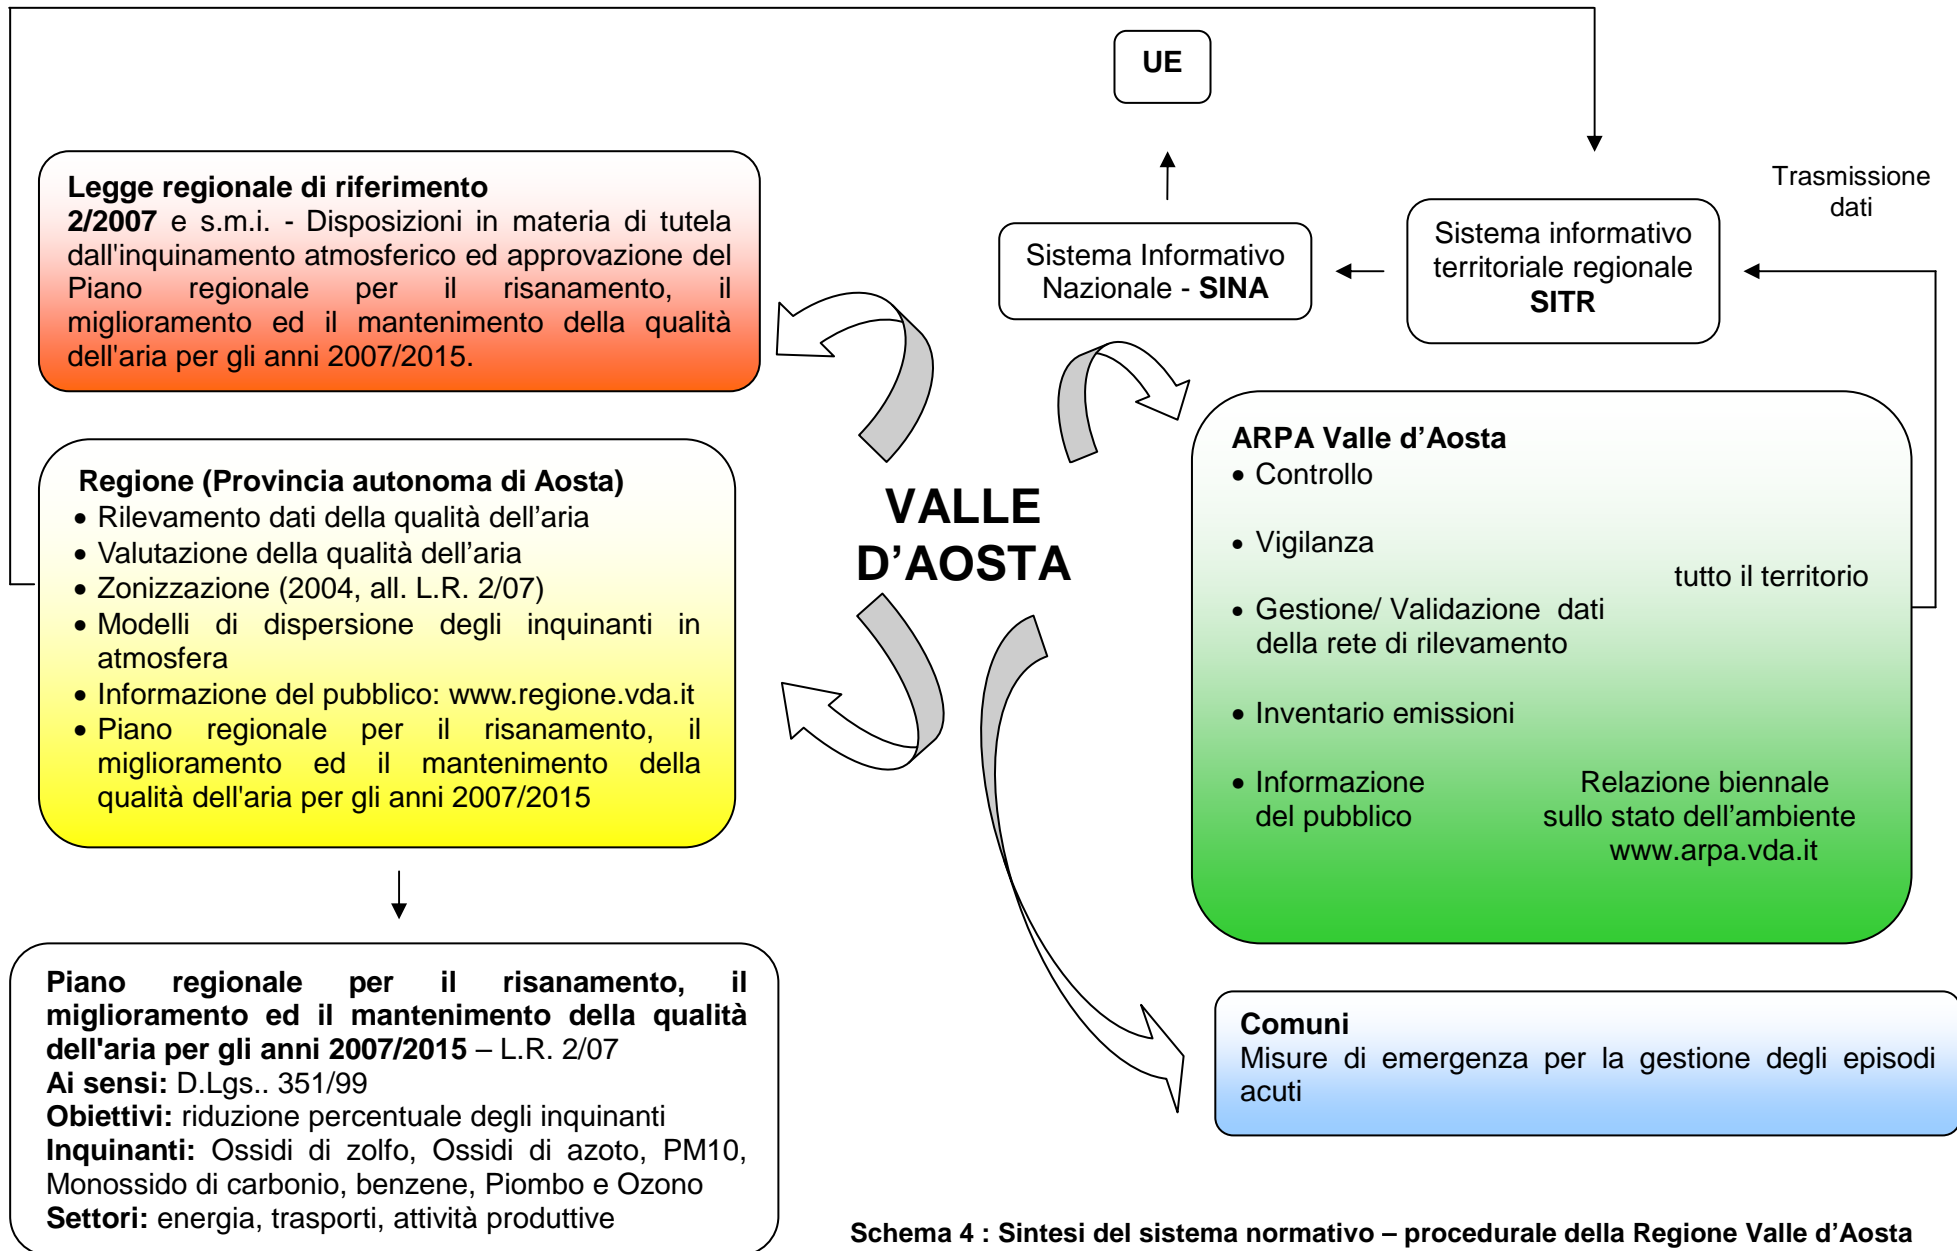 UE
Legge regionale di riferimento
2/2007 e s.m.i. - Disposizioni in materia di tutela
dall'inquinamento atmosferico ed approvazione del
Piano regionale per il risanamento, il
miglioramento ed il mantenimento della qualità
dell'aria per gli anni 2007/2015.
Sistema Informativo
Nazionale - SINA
Sistema informativo
territoriale regionale
SITR
Trasmissione
dati
Regione (Provincia autonoma di Aosta)
• Rilevamento dati della qualità dell’aria
• Valutazione della qualità dell’aria
• Zonizzazione (2004, all. L.R. 2/07)
• Modelli di dispersione degli inquinanti in
atmosfera
• Informazione del pubblico: www.regione.vda.it
• Piano regionale per il risanamento, il
miglioramento ed il mantenimento della
qualità dell'aria per gli anni 2007/2015
VALLE
D’AOSTA
ARPA Valle d’Aosta
• Controllo
• Vigilanza
tutto il territorio
• Gestione/ Validazione dati
della rete di rilevamento
• Inventario emissioni
• Informazione
del pubblico
Relazione biennale
sullo stato dell’ambiente
www.arpa.vda.it
Piano regionale per il risanamento, il
miglioramento ed il mantenimento della qualità
dell'aria per gli anni 2007/2015 – L.R. 2/07
Ai sensi: D.Lgs.. 351/99
Obiettivi: riduzione percentuale degli inquinanti
Inquinanti: Ossidi di zolfo, Ossidi di azoto, PM10,
Monossido di carbonio, benzene, Piombo e Ozono
Settori: energia, trasporti, attività produttive
Comuni
Misure di emergenza per la gestione degli episodi
acuti
Schema 4 : Sintesi del sistema normativo – procedurale della Regione Valle d’Aosta